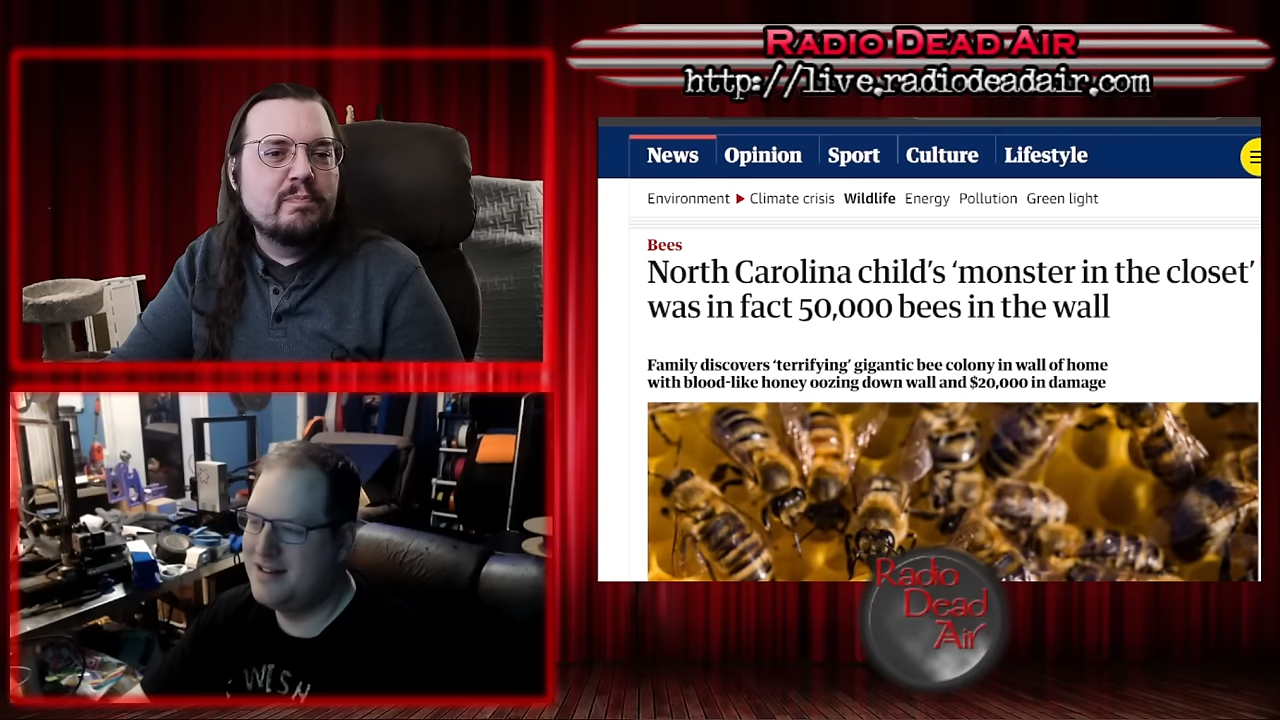 Radio Dead Air
http://live.radiodeadair.com
News Opinion Sport Culture Lifestyle
Environment Climate crisis Wildlife Energy Pollution Green light
Bees
North Carolina child's 'monster in the closet'
was in fact 50,000 bees in the wall
Family discovers 'terrifying' gigantic bee colony in wall of home
with blood-like honey oozing down wall and $20,000 in damage
Radio
Dead
Air
WISH